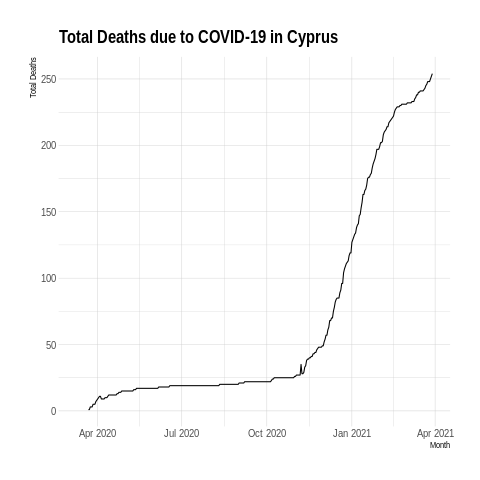 Total Deaths due to COVID-19 in Cyprus
Total Deaths
250
200
150
100
50
0
Apr 2020 Jul 2020 Oct 2020 Jan 2021 Apr 2021
Month